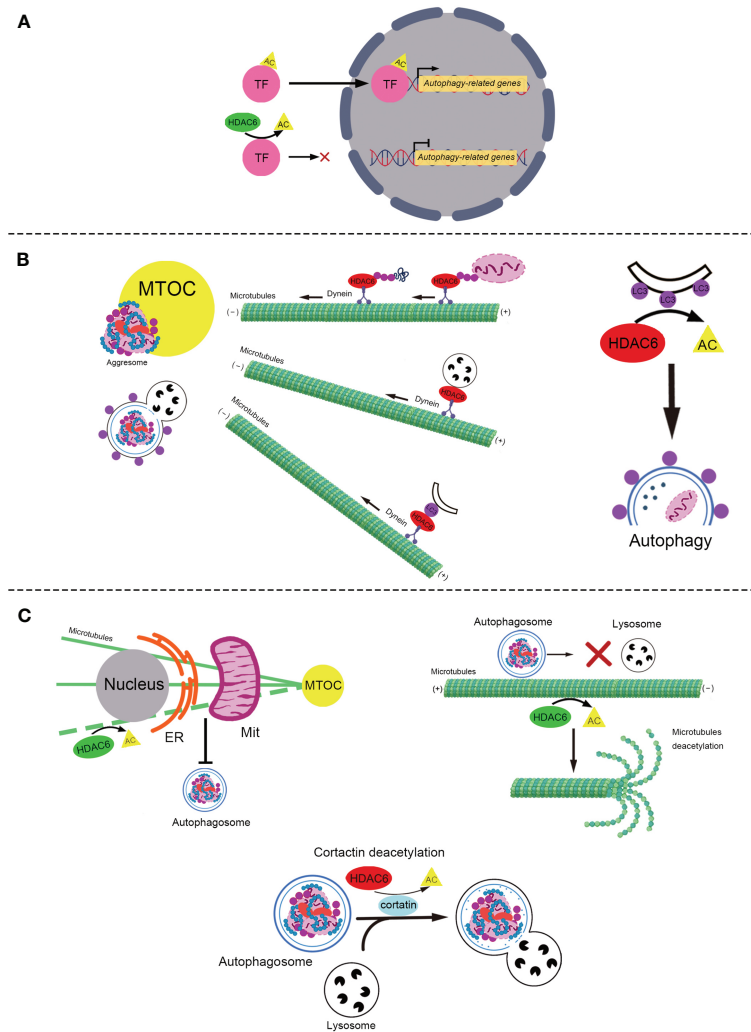 A
AC
TF
AC
TF
Autophagy-related genes
HDAC6
AC
TF
Autophagy-related genes
B
MTOC
Aggresome
Microtubules
Dynein
HDAC6
HDAC6
(−)
(+)
Microtubules
(−)
Dynein
HDAC6
(+)
Microtubules
(−)
Dynein
LC3
HDAC6
(+)
LC3
LC3
LC3
HDAC6
AC
Autophagy
C
Microtubules
Nucleus
MTOC
HDAC6
AC
ER
Mit
Autophagosome
Autophagosome
Lysosome
Microtubules
(+)
(−)
HDAC6
AC
Microtubules
deacetylation
Cortactin deacetylation
HDAC6
AC
cortatin
Autophagosome
Lysosome